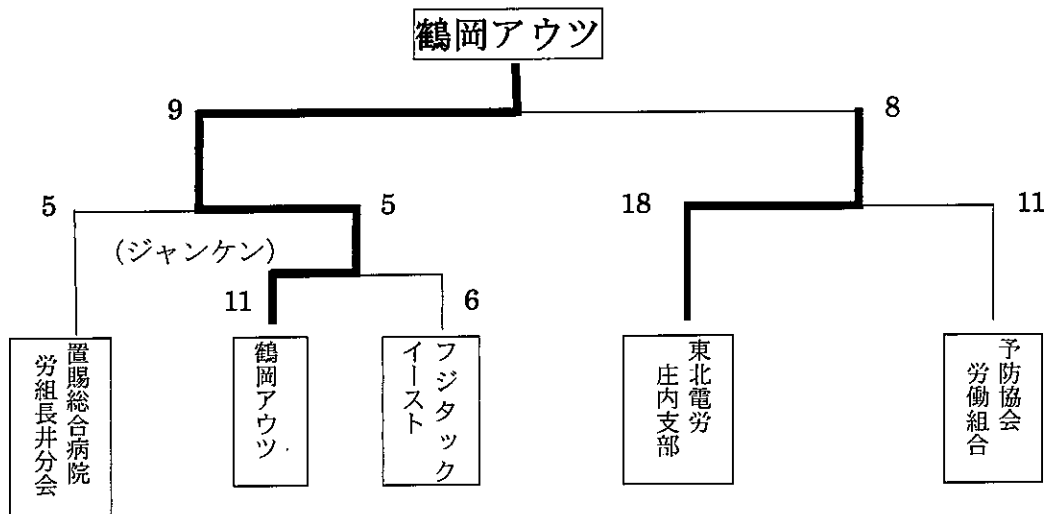 鶴岡アウツ
9
8
5
5
18
11
(ジャンケン)
11
6
置賜総合病院
労組長井分会
鶴岡アウツ
フジタック
イースト
東北電労
庄内支部
予防協会
労働組合